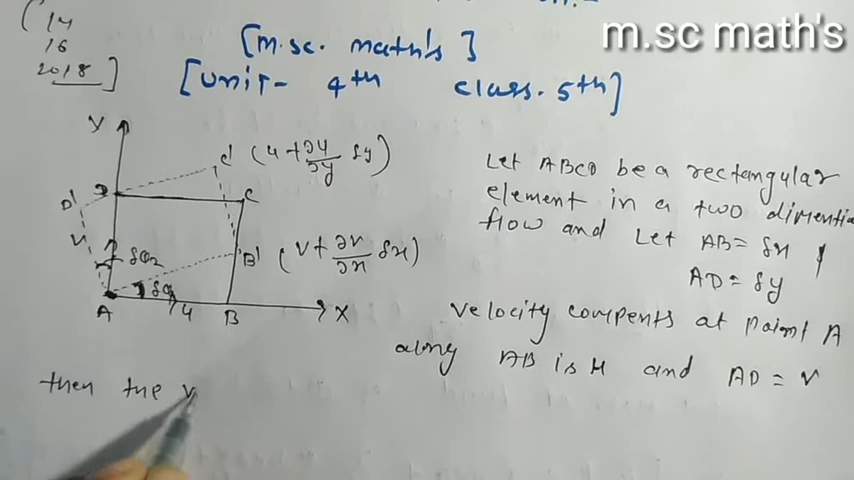 m.sc math's
(14
16
2018]
[m.sc. math's]
[Unit- 4th class. 5th]
Y
C' (u + ∂u/∂y δy)
D'
D
C
v
δθ₂
B' (v + ∂v/∂x δx)
δθ₁
A
u
B
X
Let ABCD be a rectangular
element in a two dimentia
flow and Let AB = δx &
AD = δy
velocity compents at point A
along AB is u and AD = v
then the v